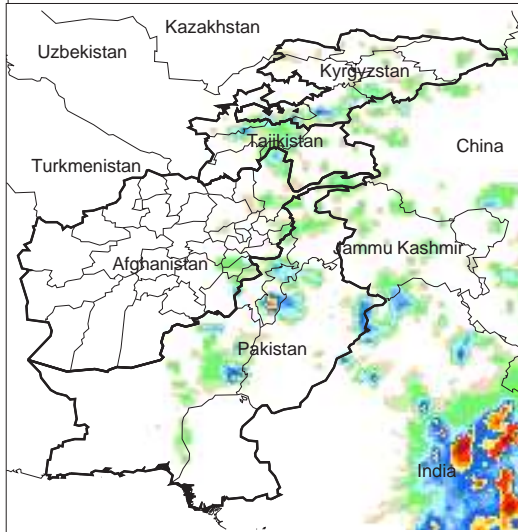 Kazakhstan
Uzbekistan
Kyrgyzstan
China
Tajikistan
Turkmenistan
Jammu Kashmir
Afghanistan
Pakistan
India